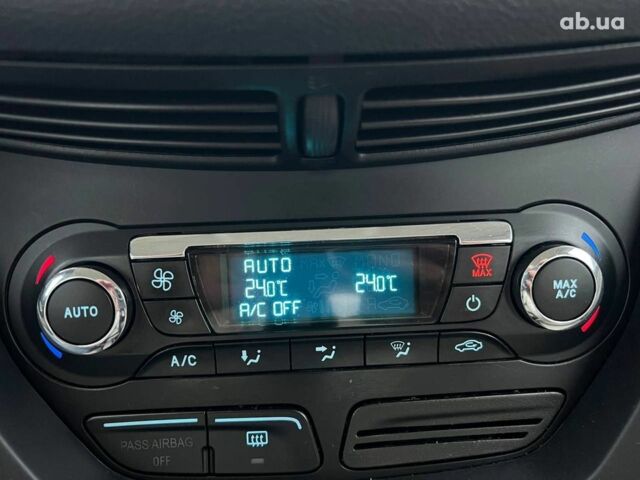 ab.ua
AUTO
24.0°C 24.0°C
A/C OFF
MAX
AUTO
MAX
A/C
A/C
PASS AIRBAG
OFF